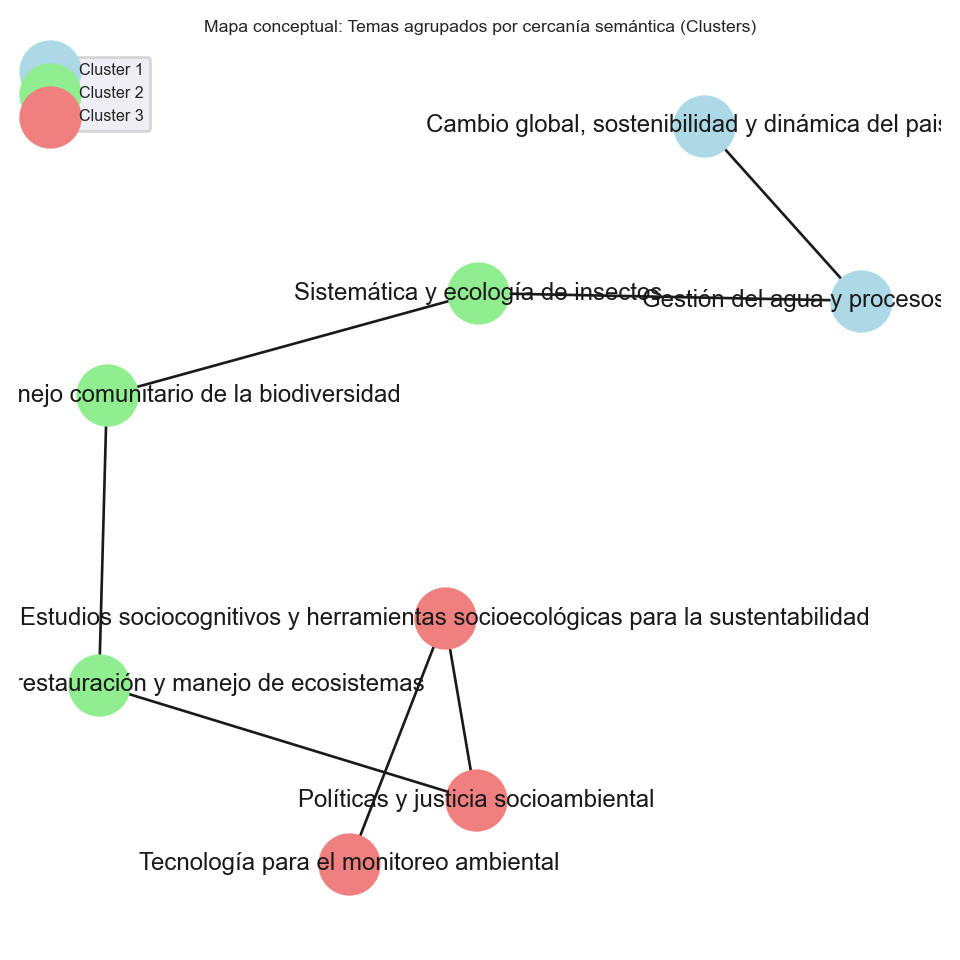 Mapa conceptual: Temas agrupados por cercanía semántica (Clusters)
Cluster 1
Cluster 2
Cluster 3
Cambio global, sostenibilidad y dinámica del pais
Sistemática y ecología de insectos
Gestión del agua y procesos
nejo comunitario de la biodiversidad
Estudios sociocognitivos y herramientas socioecológicas para la sustentabilidad
restauración y manejo de ecosistemas
Políticas y justicia socioambiental
Tecnología para el monitoreo ambiental